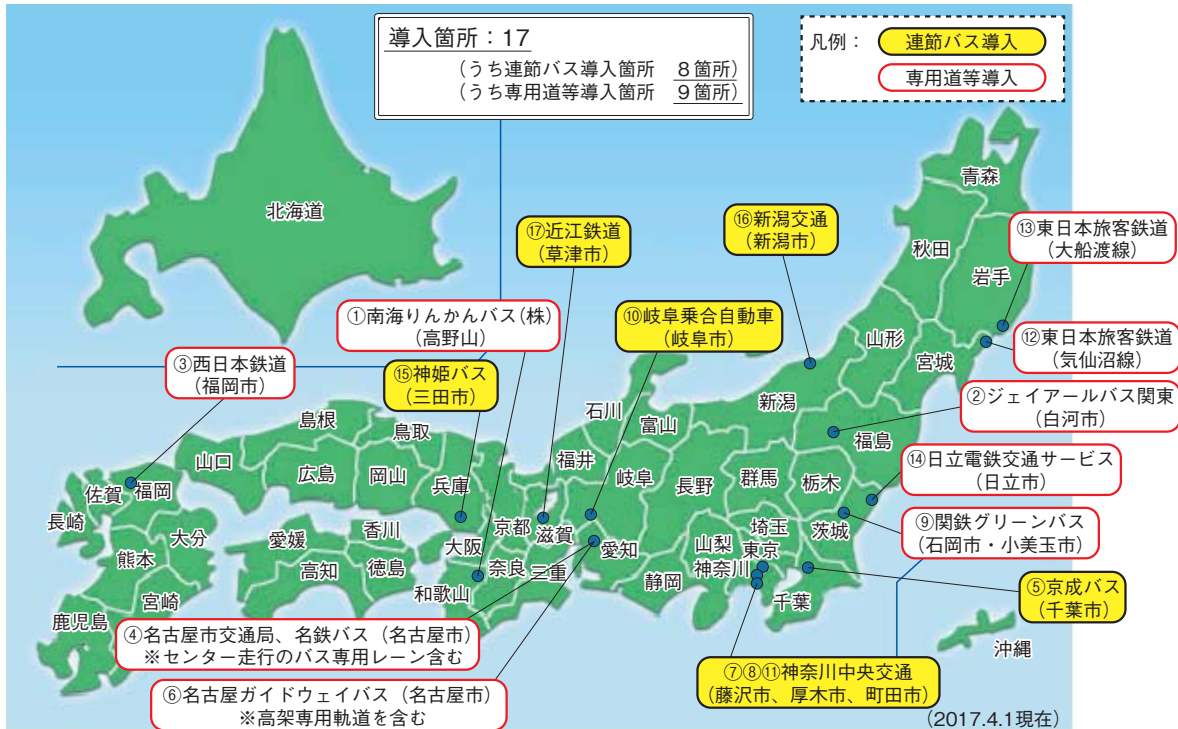 導入箇所：17
(うち連節バス導入箇所　8箇所)
(うち専用道等導入箇所　9箇所)
凡例：
連節バス導入
専用道等導入
北海道
青森
秋田
岩手
山形
宮城
新潟
福島
石川
富山
福井
岐阜
長野
群馬
栃木
茨城
埼玉
山梨
東京
神奈川
千葉
静岡
愛知
滋賀
京都
三重
奈良
大阪
和歌山
兵庫
鳥取
島根
岡山
広島
山口
香川
愛媛
徳島
高知
佐賀
福岡
長崎
大分
熊本
宮崎
鹿児島
沖縄
⑰近江鉄道
(草津市)
⑯新潟交通
(新潟市)
⑬東日本旅客鉄道
(大船渡線)
①南海りんかんバス(株)
(高野山)
⑩岐阜乗合自動車
(岐阜市)
⑫東日本旅客鉄道
(気仙沼線)
③西日本鉄道
(福岡市)
⑮神姫バス
(三田市)
②ジェイアールバス関東
(白河市)
⑭日立電鉄交通サービス
(日立市)
⑨関鉄グリーンバス
(石岡市・小美玉市)
⑤京成バス
(千葉市)
④名古屋市交通局、名鉄バス（名古屋市）
※センター走行のバス専用レーン含む
⑥名古屋ガイドウェイバス（名古屋市）
※高架専用軌道を含む
⑦⑧⑪神奈川中央交通
(藤沢市、厚木市、町田市)
(2017.4.1現在)